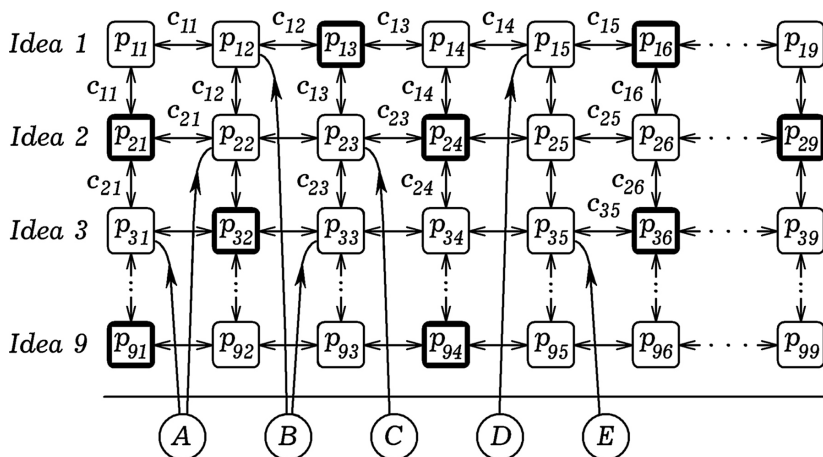 c11 c12 c13 c14 c15
Idea 1 p11 p12 p13 p14 p15 p16 · · · p19
c11 c12 c13 c14 c16
c21 c23 c25
Idea 2 p21 p22 p23 p24 p25 p26 · · · p29
c21 c23 c24 c26
c35
Idea 3 p31 p32 p33 p34 p35 p36 · · · p39
Idea 9 p91 p92 p93 p94 p95 p96 · · · p99
A B C D E